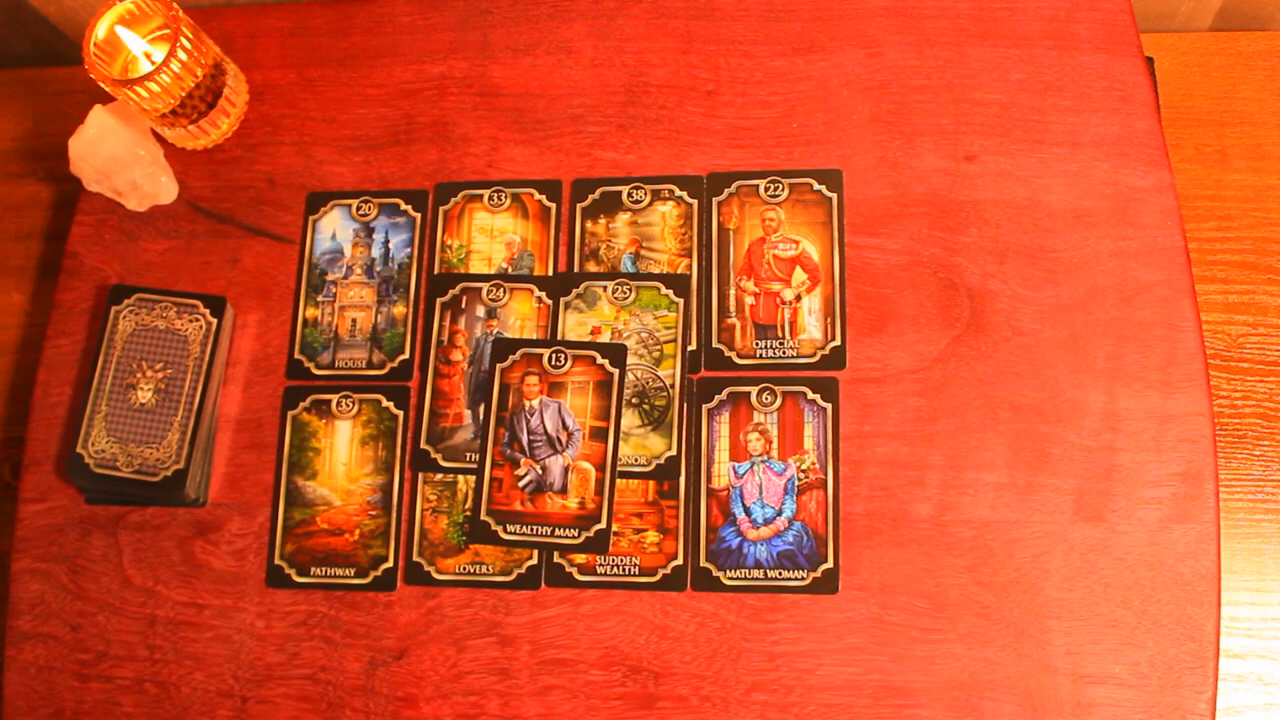 20
33
38
22
HOUSE
OFFICIAL
PERSON
24
25
13
WEALTHY MAN
35
PATHWAY
LOVERS
SUDDEN
WEALTH
6
MATURE WOMAN